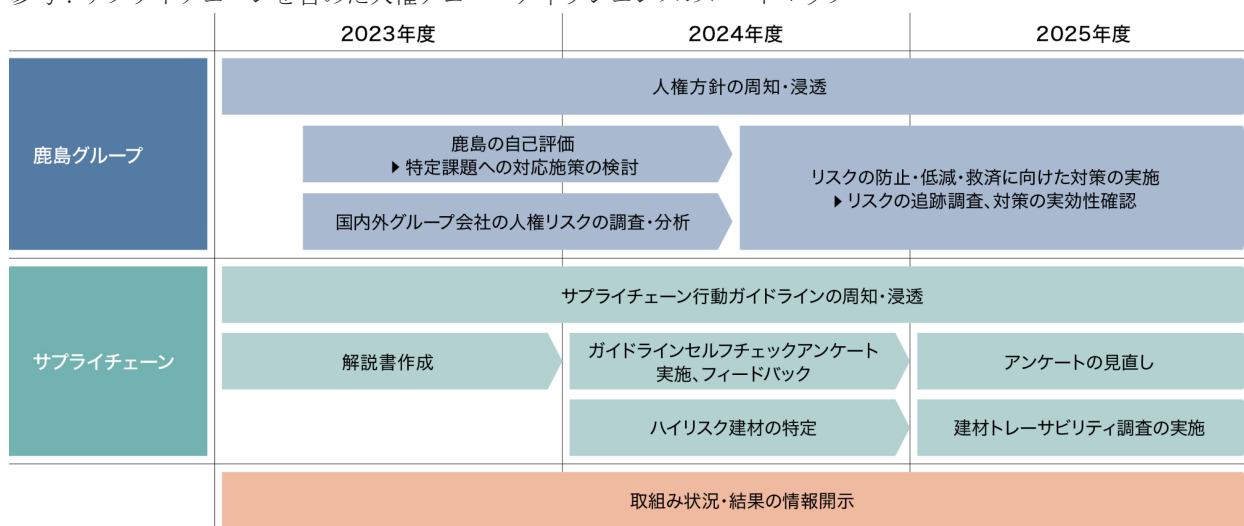 2023年度
2024年度
2025年度
鹿島グループ
人権方針の周知・浸透
鹿島の自己評価
▶特定課題への対応施策の検討
国内外グループ会社の人権リスクの調査・分析
リスクの防止・低減・救済に向けた対策の実施
▶リスクの追跡調査、対策の実効性確認
サプライチェーン
サプライチェーン行動ガイドラインの周知・浸透
解説書作成
ガイドラインセルフチェックアンケート
実施、フィードバック
アンケートの見直し
ハイリスク建材の特定
建材トレーサビリティ調査の実施
取組み状況・結果の情報開示